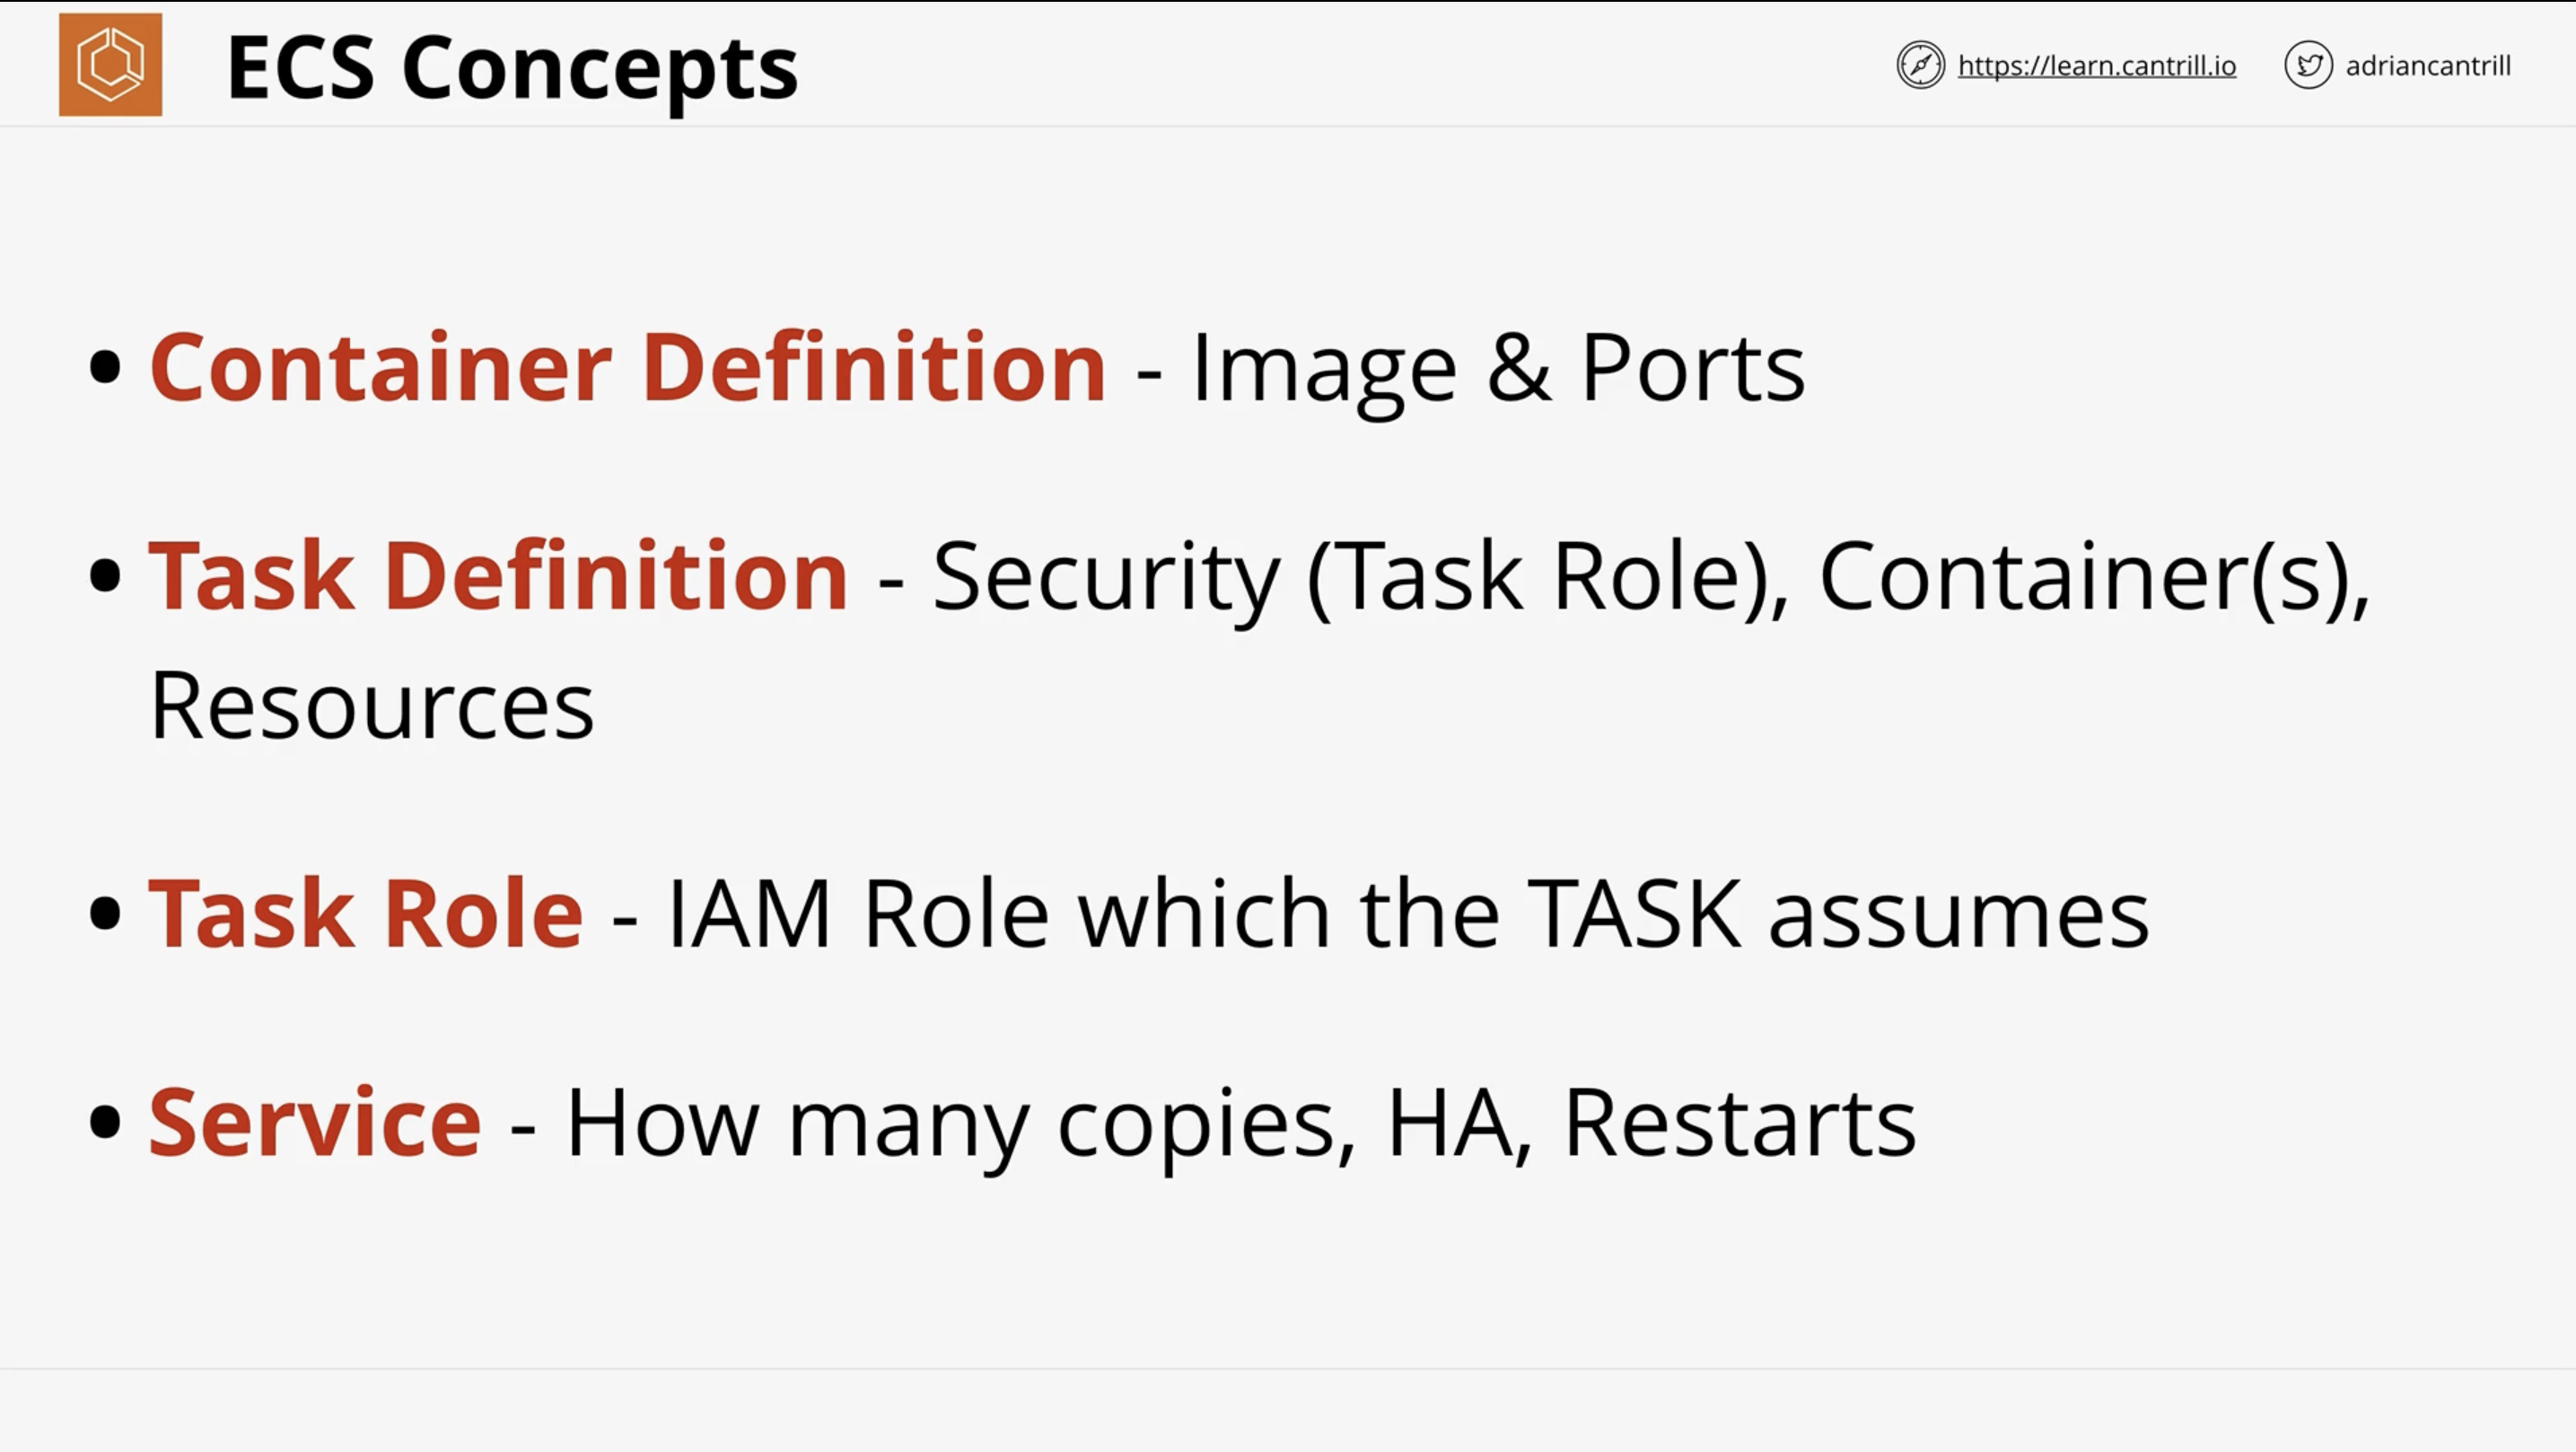 ECS Concepts
https://learn.cantrill.io
adriancantrill
• Container Definition - Image & Ports
• Task Definition - Security (Task Role), Container(s),
Resources
• Task Role - IAM Role which the TASK assumes
• Service - How many copies, HA, Restarts